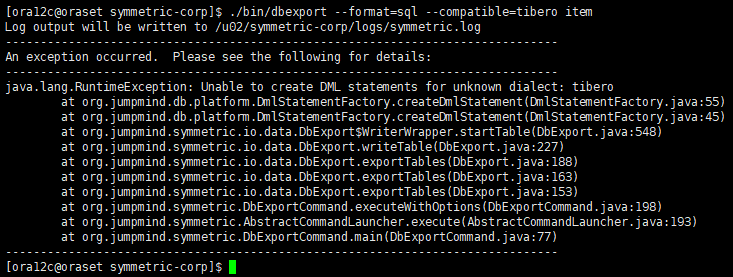 [ora12c@oraset symmetric-corp]$ ./bin/dbexport --format=sql --compatible=tibero item
Log output will be written to /u02/symmetric-corp/logs/symmetric.log
-------------------------------------------------------------------------------
An exception occurred.  Please see the following for details:
-------------------------------------------------------------------------------
java.lang.RuntimeException: Unable to create DML statements for unknown dialect: tibero
        at org.jumpmind.db.platform.DmlStatementFactory.createDmlStatement(DmlStatementFactory.java:55)
        at org.jumpmind.db.platform.DmlStatementFactory.createDmlStatement(DmlStatementFactory.java:45)
        at org.jumpmind.symmetric.io.data.DbExport$WriterWrapper.startTable(DbExport.java:548)
        at org.jumpmind.symmetric.io.data.DbExport.writeTable(DbExport.java:227)
        at org.jumpmind.symmetric.io.data.DbExport.exportTables(DbExport.java:188)
        at org.jumpmind.symmetric.io.data.DbExport.exportTables(DbExport.java:163)
        at org.jumpmind.symmetric.io.data.DbExport.exportTables(DbExport.java:153)
        at org.jumpmind.symmetric.DbExportCommand.executeWithOptions(DbExportCommand.java:198)
        at org.jumpmind.symmetric.AbstractCommandLauncher.execute(AbstractCommandLauncher.java:193)
        at org.jumpmind.symmetric.DbExportCommand.main(DbExportCommand.java:77)
-------------------------------------------------------------------------------
[ora12c@oraset symmetric-corp]$